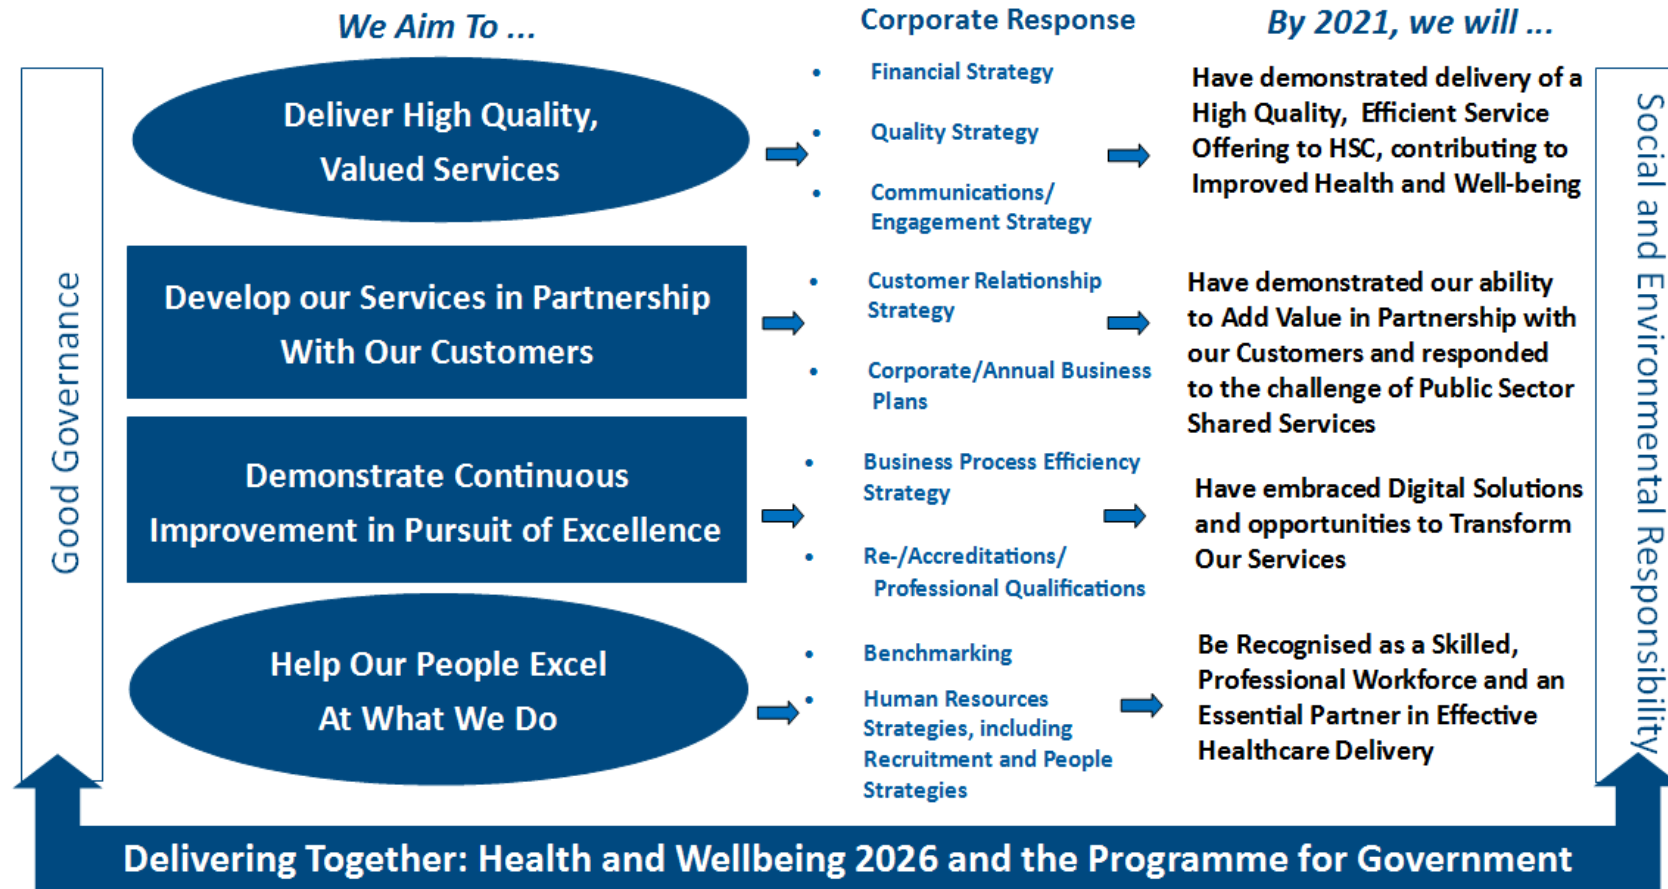 We Aim To ...
Corporate Response
By 2021, we will ...
Good Governance
Deliver High Quality,
Valued Services
• Financial Strategy
• Quality Strategy
• Communications/
Engagement Strategy
Have demonstrated delivery of a
High Quality, Efficient Service
Offering to HSC, contributing to
Improved Health and Well-being
Develop our Services in Partnership
With Our Customers
• Customer Relationship
Strategy
• Corporate/Annual Business
Plans
Have demonstrated our ability
to Add Value in Partnership with
our Customers and responded
to the challenge of Public Sector
Shared Services
Demonstrate Continuous
Improvement in Pursuit of Excellence
• Business Process Efficiency
Strategy
• Re-/Accreditations/
Professional Qualifications
Have embraced Digital Solutions
and opportunities to Transform
Our Services
Help Our People Excel
At What We Do
• Benchmarking
• Human Resources
Strategies, including
Recruitment and People
Strategies
Be Recognised as a Skilled,
Professional Workforce and an
Essential Partner in Effective
Healthcare Delivery
Social and Environmental Responsibility
Delivering Together: Health and Wellbeing 2026 and the Programme for Government